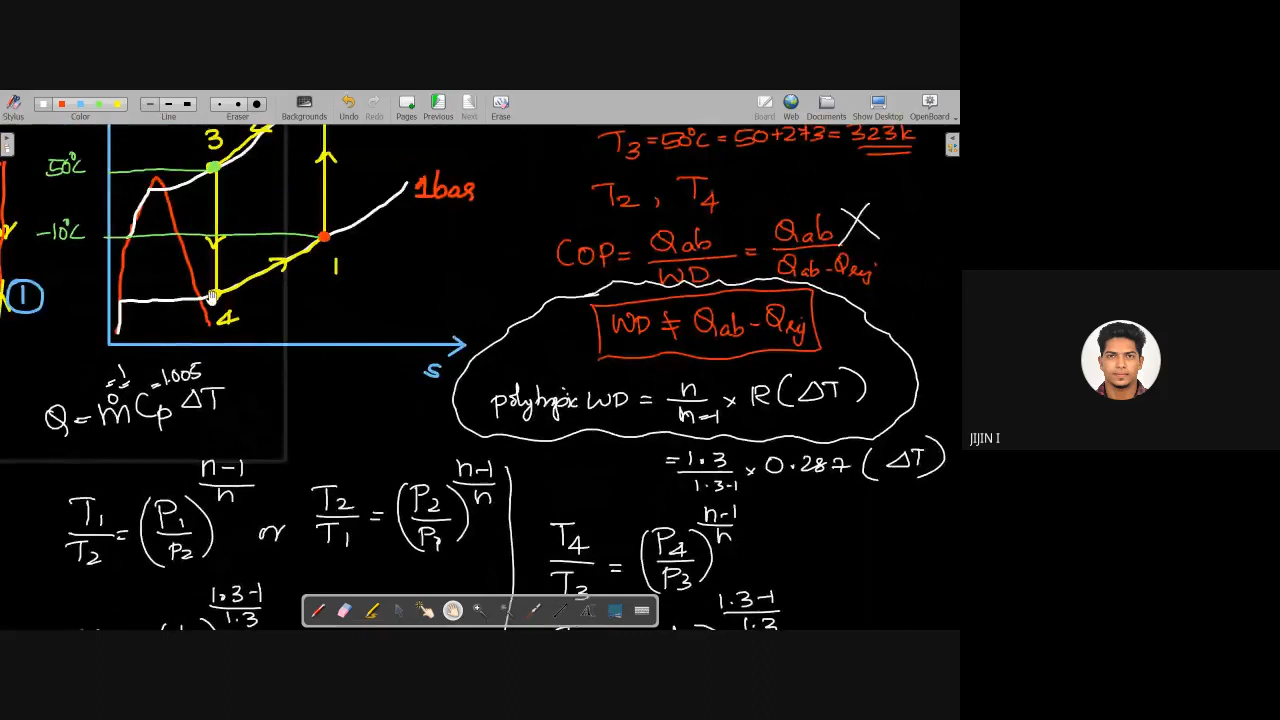 Stylus
Line
Eraser
Backgrounds
Undo
Redo
Pages
Previous
Next
Erase
Board
Web
Documents
Show Desktop
OpenBoard
3
50°C
-10°C
1bar
1
4
s
1
T3 = 50°C = 50+273 = 323k
T2 , T4
COP = Qab/WD = Qab/(Qab-Qrej) X
WD ≠ Qab - Qrej
polytropic WD = n/(n-1) × R(ΔT)
= 1.3/(1.3-1) × 0.287 (ΔT)
1 =1.005
Q = ṁ Cp ΔT
T1/T2 = (P1/P2)^((n-1)/n) or T2/T1 = (P2/P1)^((n-1)/n)
T4/T3 = (P4/P3)^((n-1)/n)
1.3-1/1.3
1.3-1/1.3
JIJIN I